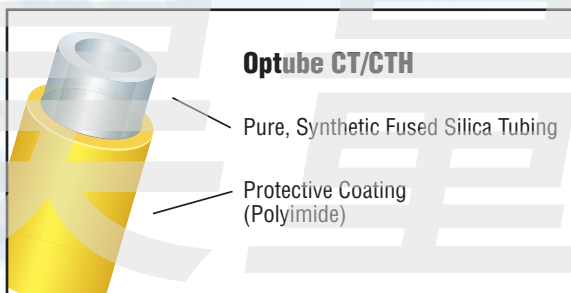 Optube CT/CTH
Pure, Synthetic Fused Silica Tubing
Protective Coating
(Polyimide)